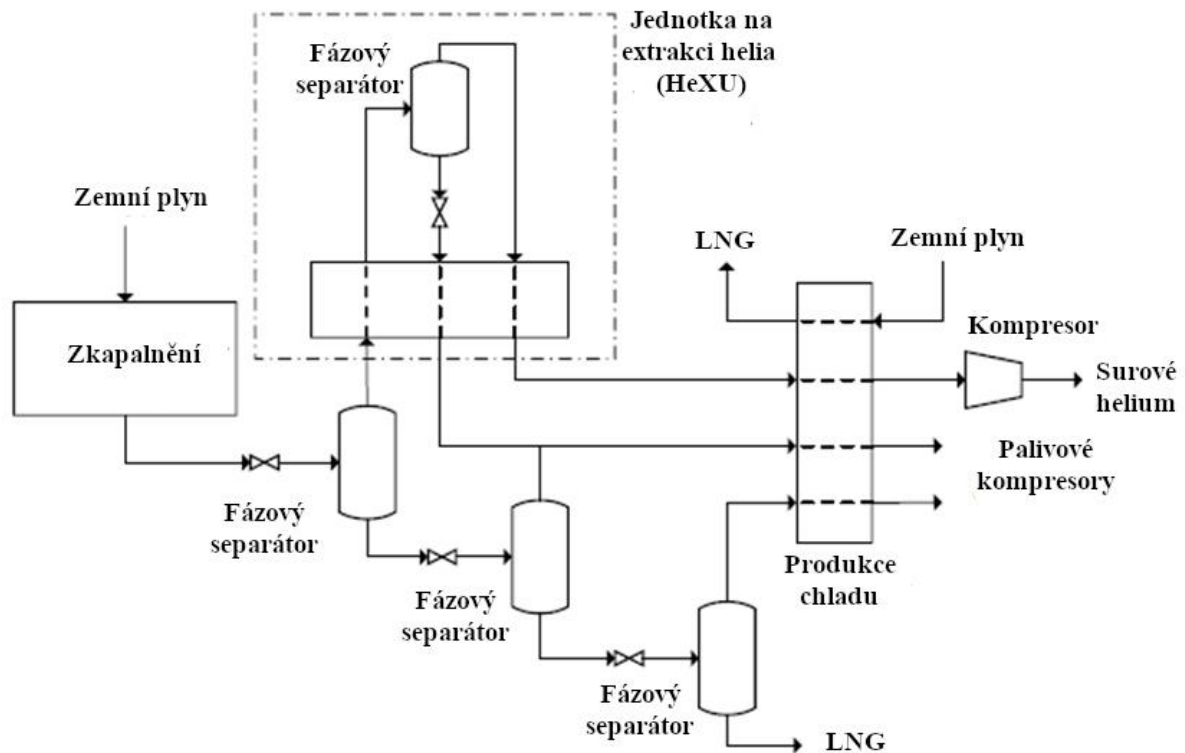 Jednotka na
extrakci helia
(HeXU)
Fázový
separátor
Zemní plyn
LNG
Zemní plyn
Zkapalnění
Kompresor
Surové
helium
Palivové
kompresory
Fázový
separátor
Produkce
chladu
Fázový
separátor
Fázový
separátor
LNG